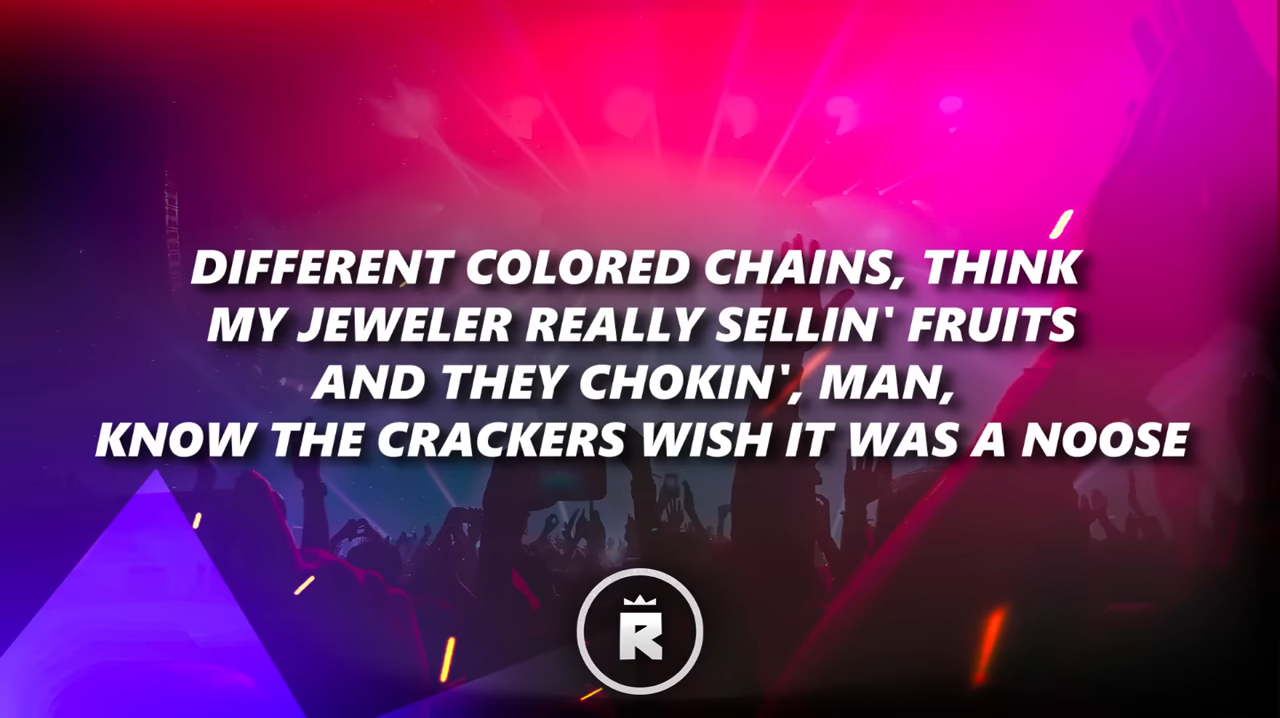 DIFFERENT COLORED CHAINS, THINK
MY JEWELER REALLY SELLIN' FRUITS
AND THEY CHOKIN', MAN,
KNOW THE CRACKERS WISH IT WAS A NOOSE
R